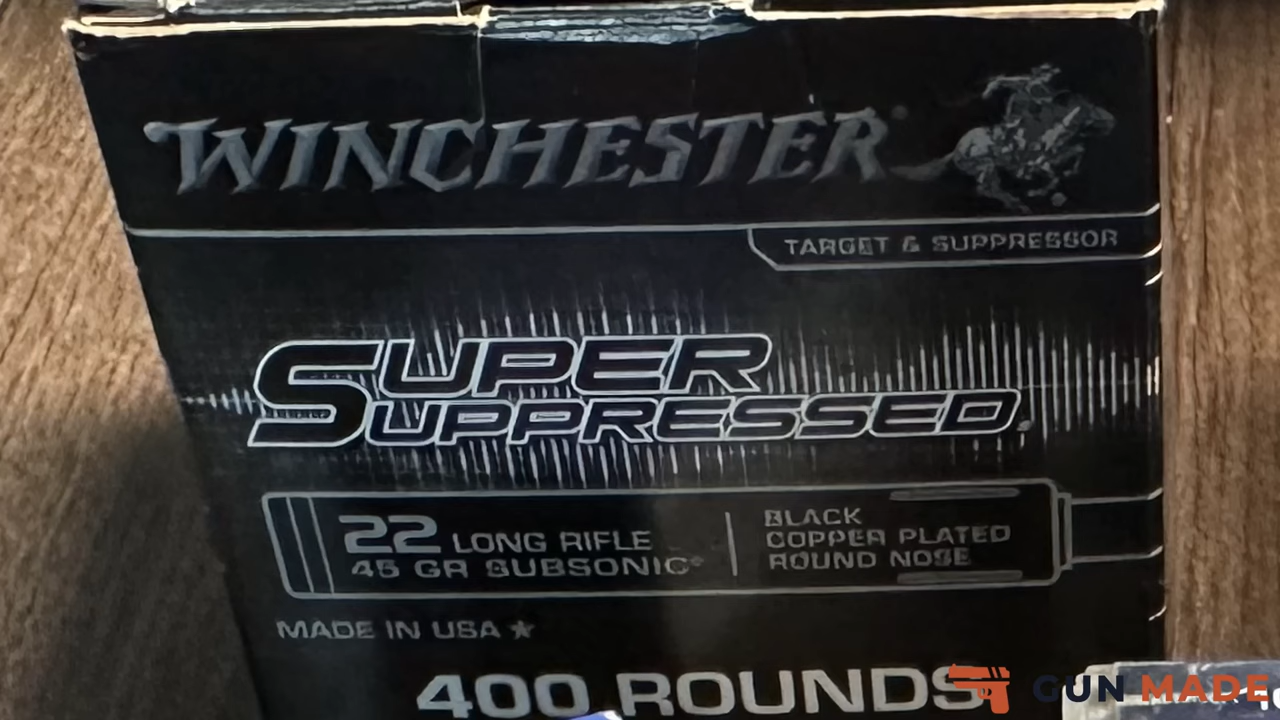 WINCHESTER
TARGET & SUPPRESSOR
SUPER
SUPPRESSED
22 LONG RIFLE
45 GR SUBSONIC
BLACK
COPPER PLATED
ROUND NOSE
MADE IN USA ★
400 ROUNDS
GUN MADE